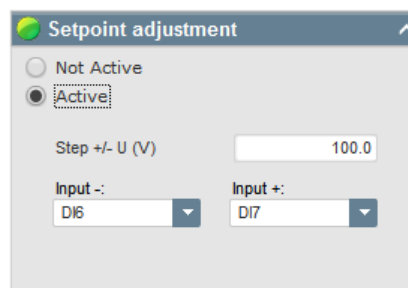 Setpoint adjustment
Not Active
Active
Step +/- U (V) 100.0
Input -: Input +:
DI6 DI7